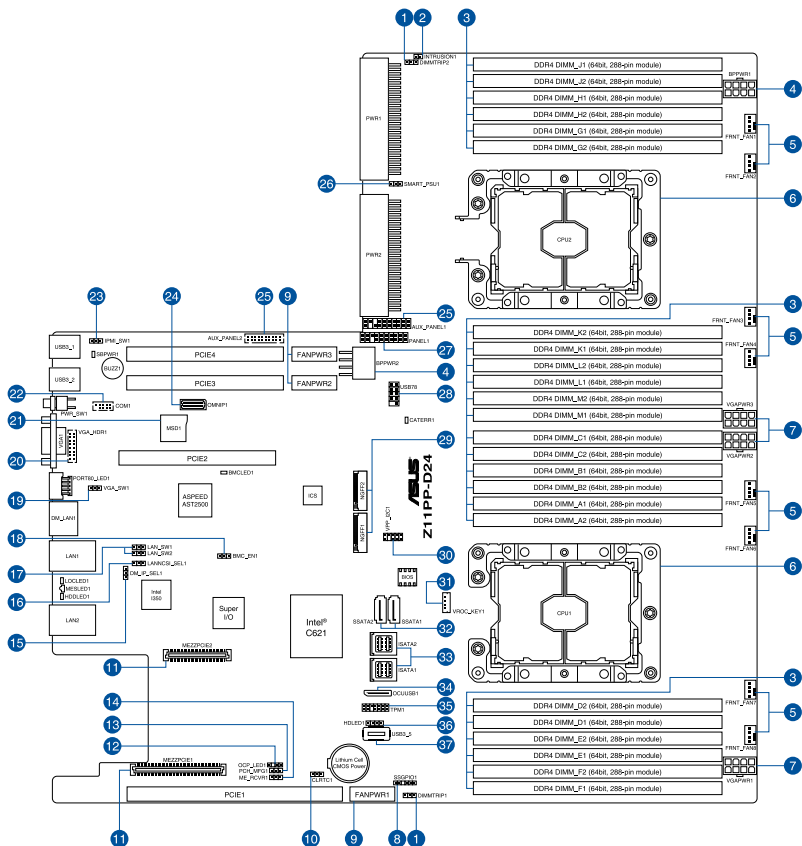 1 2 3
INTRUSION1
DIMMTRIP2
DDR4 DIMM_J1 (64bit, 288-pin module)
DDR4 DIMM_J2 (64bit, 288-pin module)
DDR4 DIMM_H1 (64bit, 288-pin module)
DDR4 DIMM_H2 (64bit, 288-pin module)
DDR4 DIMM_G1 (64bit, 288-pin module)
DDR4 DIMM_G2 (64bit, 288-pin module)
BPPWR1
4
FRNT_FAN1
5
FRNT_FAN2
PWR1
26
SMART_PSU1
6
CPU2
PWR2
23
24
9
25
25
AUX_PANEL1
3
FRNT_FAN3
USB3_1
IPMI_SW1
AUX_PANEL2
PANEL1
27
SBPWR1
BUZZ1
PCIE4
FANPWR3
BPPWR2
4
DDR4 DIMM_K2 (64bit, 288-pin module)
DDR4 DIMM_K1 (64bit, 288-pin module)
DDR4 DIMM_L2 (64bit, 288-pin module)
DDR4 DIMM_L1 (64bit, 288-pin module)
DDR4 DIMM_M2 (64bit, 288-pin module)
DDR4 DIMM_M1 (64bit, 288-pin module)
FRNT_FAN4
5
USB3_2
PCIE3
FANPWR2
USB78
28
22
COM1
PWR_SW1
OMNIP1
21
MSD1
CATERR1
VGAPWR3
7
VGAPWR2
VGA1
VGA_HDR1
20
29
DDR4 DIMM_C1 (64bit, 288-pin module)
DDR4 DIMM_C2 (64bit, 288-pin module)
DDR4 DIMM_B1 (64bit, 288-pin module)
DDR4 DIMM_B2 (64bit, 288-pin module)
DDR4 DIMM_A1 (64bit, 288-pin module)
DDR4 DIMM_A2 (64bit, 288-pin module)
PCIE2
BMCLED1
PORT80_LED1
19
VGA_SW1
ASPEED
AST2500
ICS
NGFF2
NGFF1
ASUS
Z11PP-D24
VPP_I2C1
FRNT_FAN5
5
FRNT_FAN6
DM_LAN1
18
BMC_EN1
30
LAN1
17
LAN_SW1
LAN_SW2
16
LANNCSI_SEL1
DM_IP_SEL1
LOCLED1
MESLED1
HDDLED1
15
Intel
I350
Super
I/O
Intel®
C621
BIOS
31
VROC_KEY1
6
CPU1
LAN2
SSATA2
SSATA1
32
ISATA2
ISATA1
33
MEZZPCIE2
11
34
OCUUSB1
3
35
TPM1
14
13
12
HDLED1
36
USB3_5
37
DDR4 DIMM_D2 (64bit, 288-pin module)
DDR4 DIMM_D1 (64bit, 288-pin module)
DDR4 DIMM_E2 (64bit, 288-pin module)
DDR4 DIMM_E1 (64bit, 288-pin module)
DDR4 DIMM_F2 (64bit, 288-pin module)
DDR4 DIMM_F1 (64bit, 288-pin module)
FRNT_FAN7
5
FRNT_FAN8
MEZZPCIE1
OCP_LED1
PCH_MFG1
ME_RCVR1
Lithium Cell
CMOS Power
CLRTC1
SSGPIO1
7
VGAPWR1
PCIE1
FANPWR1
DIMMTRIP1
11 10 9 8 1